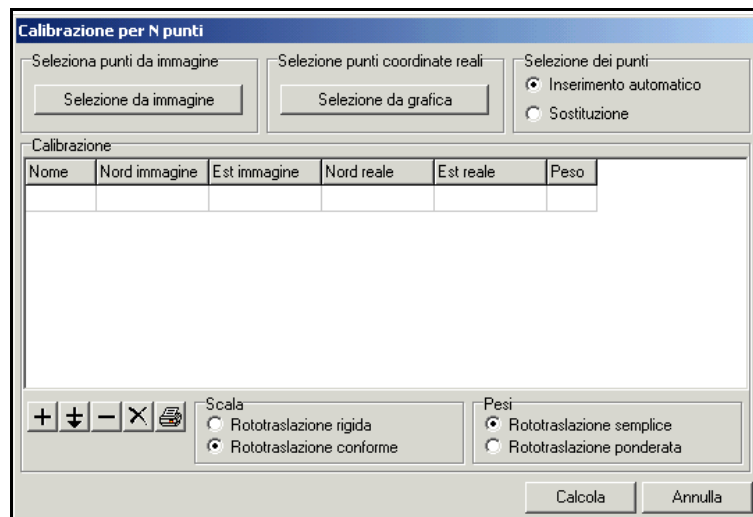 Calibrazione per N punti
Seleziona punti da immagine
Selezione punti coordinate reali
Selezione dei punti
Selezione da immagine
Selezione da grafica
Inserimento automatico
Sostituzione
Calibrazione
Nome Nord immagine Est immagine Nord reale Est reale Peso
Scala
Rototraslazione rigida
Rototraslazione conforme
Pesi
Rototraslazione semplice
Rototraslazione ponderata
Calcola
Annulla